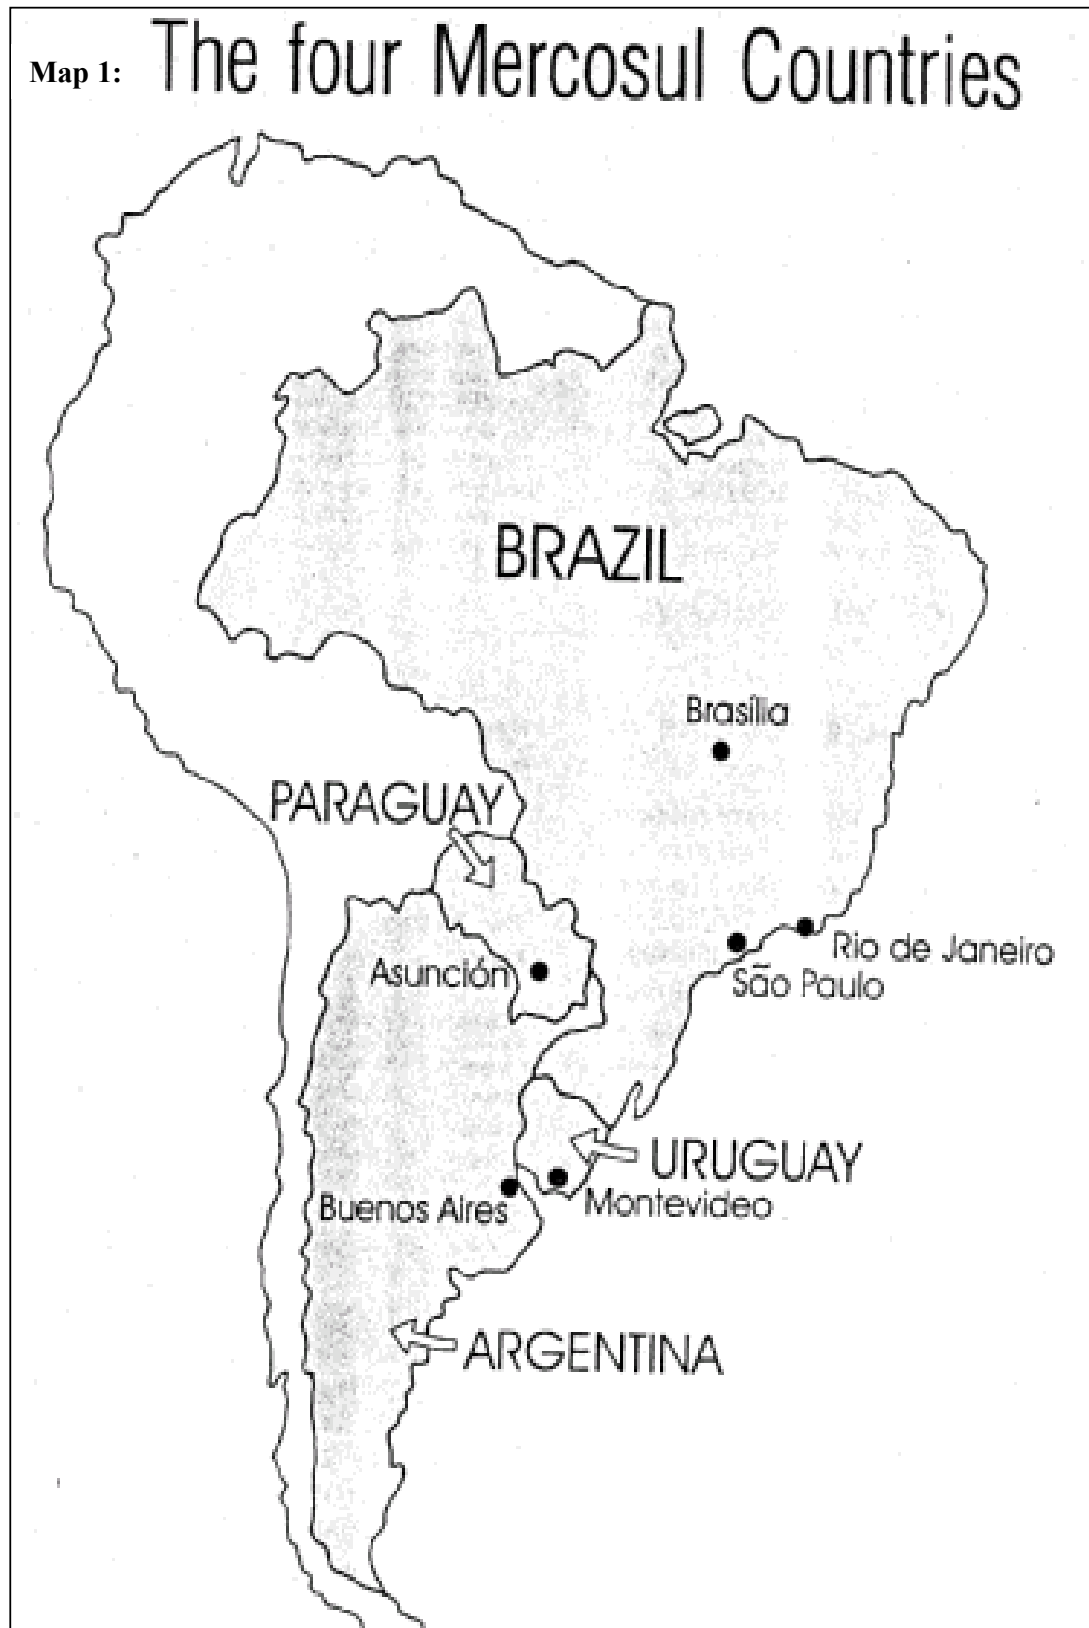 Map 1: The four Mercosul Countries
BRAZIL
Brasília
PARAGUAY
Rio de Janeiro
São Paulo
Asunción
URUGUAY
Montevideo
Buenos Aires
ARGENTINA